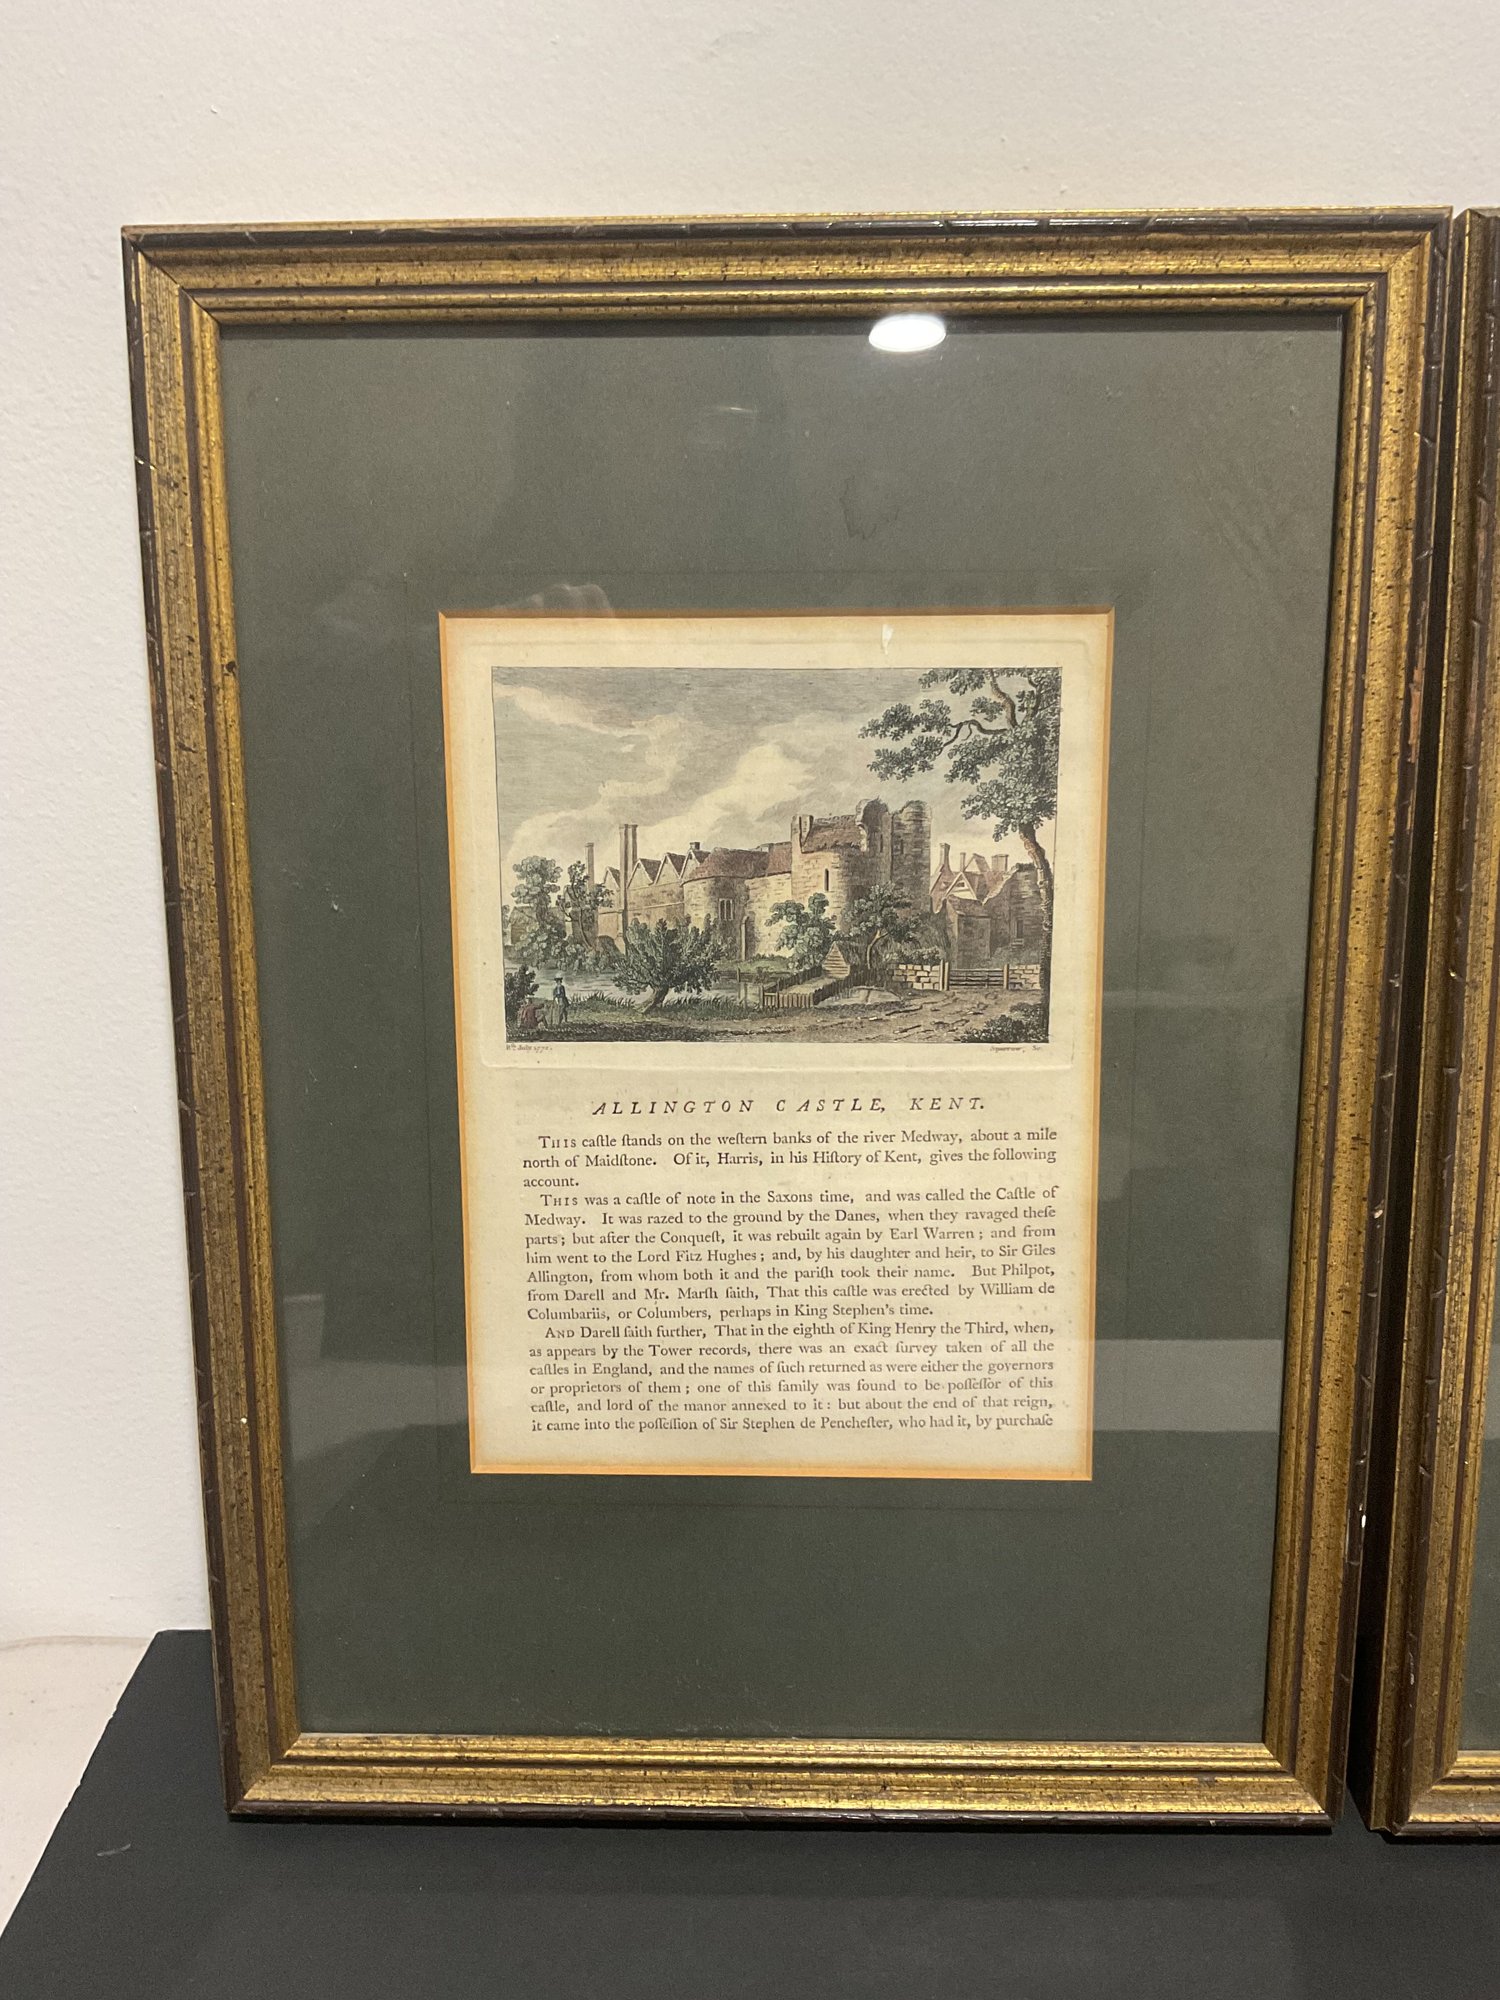 Sparrow, Sc.
ALLINGTON CASTLE, KENT.
THIS caſtle ſtands on the weſtern banks of the river Medway, about a mile
north of Maidſtone. Of it, Harris, in his Hiſtory of Kent, gives the following
account.
THIS was a caſtle of note in the Saxons time, and was called the Caſtle of
Medway. It was razed to the ground by the Danes, when they ravaged theſe
parts; but after the Conqueſt, it was rebuilt again by Earl Warren; and from
him went to the Lord Fitz Hughes; and, by his daughter and heir, to Sir Giles
Allington, from whom both it and the pariſh took their name. But Philpot,
from Darell and Mr. Marſh ſaith, That this caſtle was erected by William de
Columbariis, or Columbers, perhaps in King Stephen's time.
AND Darell ſaith further, That in the eighth of King Henry the Third, when,
as appears by the Tower records, there was an exact ſurvey taken of all the
caſtles in England, and the names of ſuch returned as were either the governors
or proprietors of them; one of this family was found to be poſſeſſor of this
caſtle, and lord of the manor annexed to it: but about the end of that reign,
it came into the poſſeſſion of Sir Stephen de Pencheſter, who had it, by purchaſe